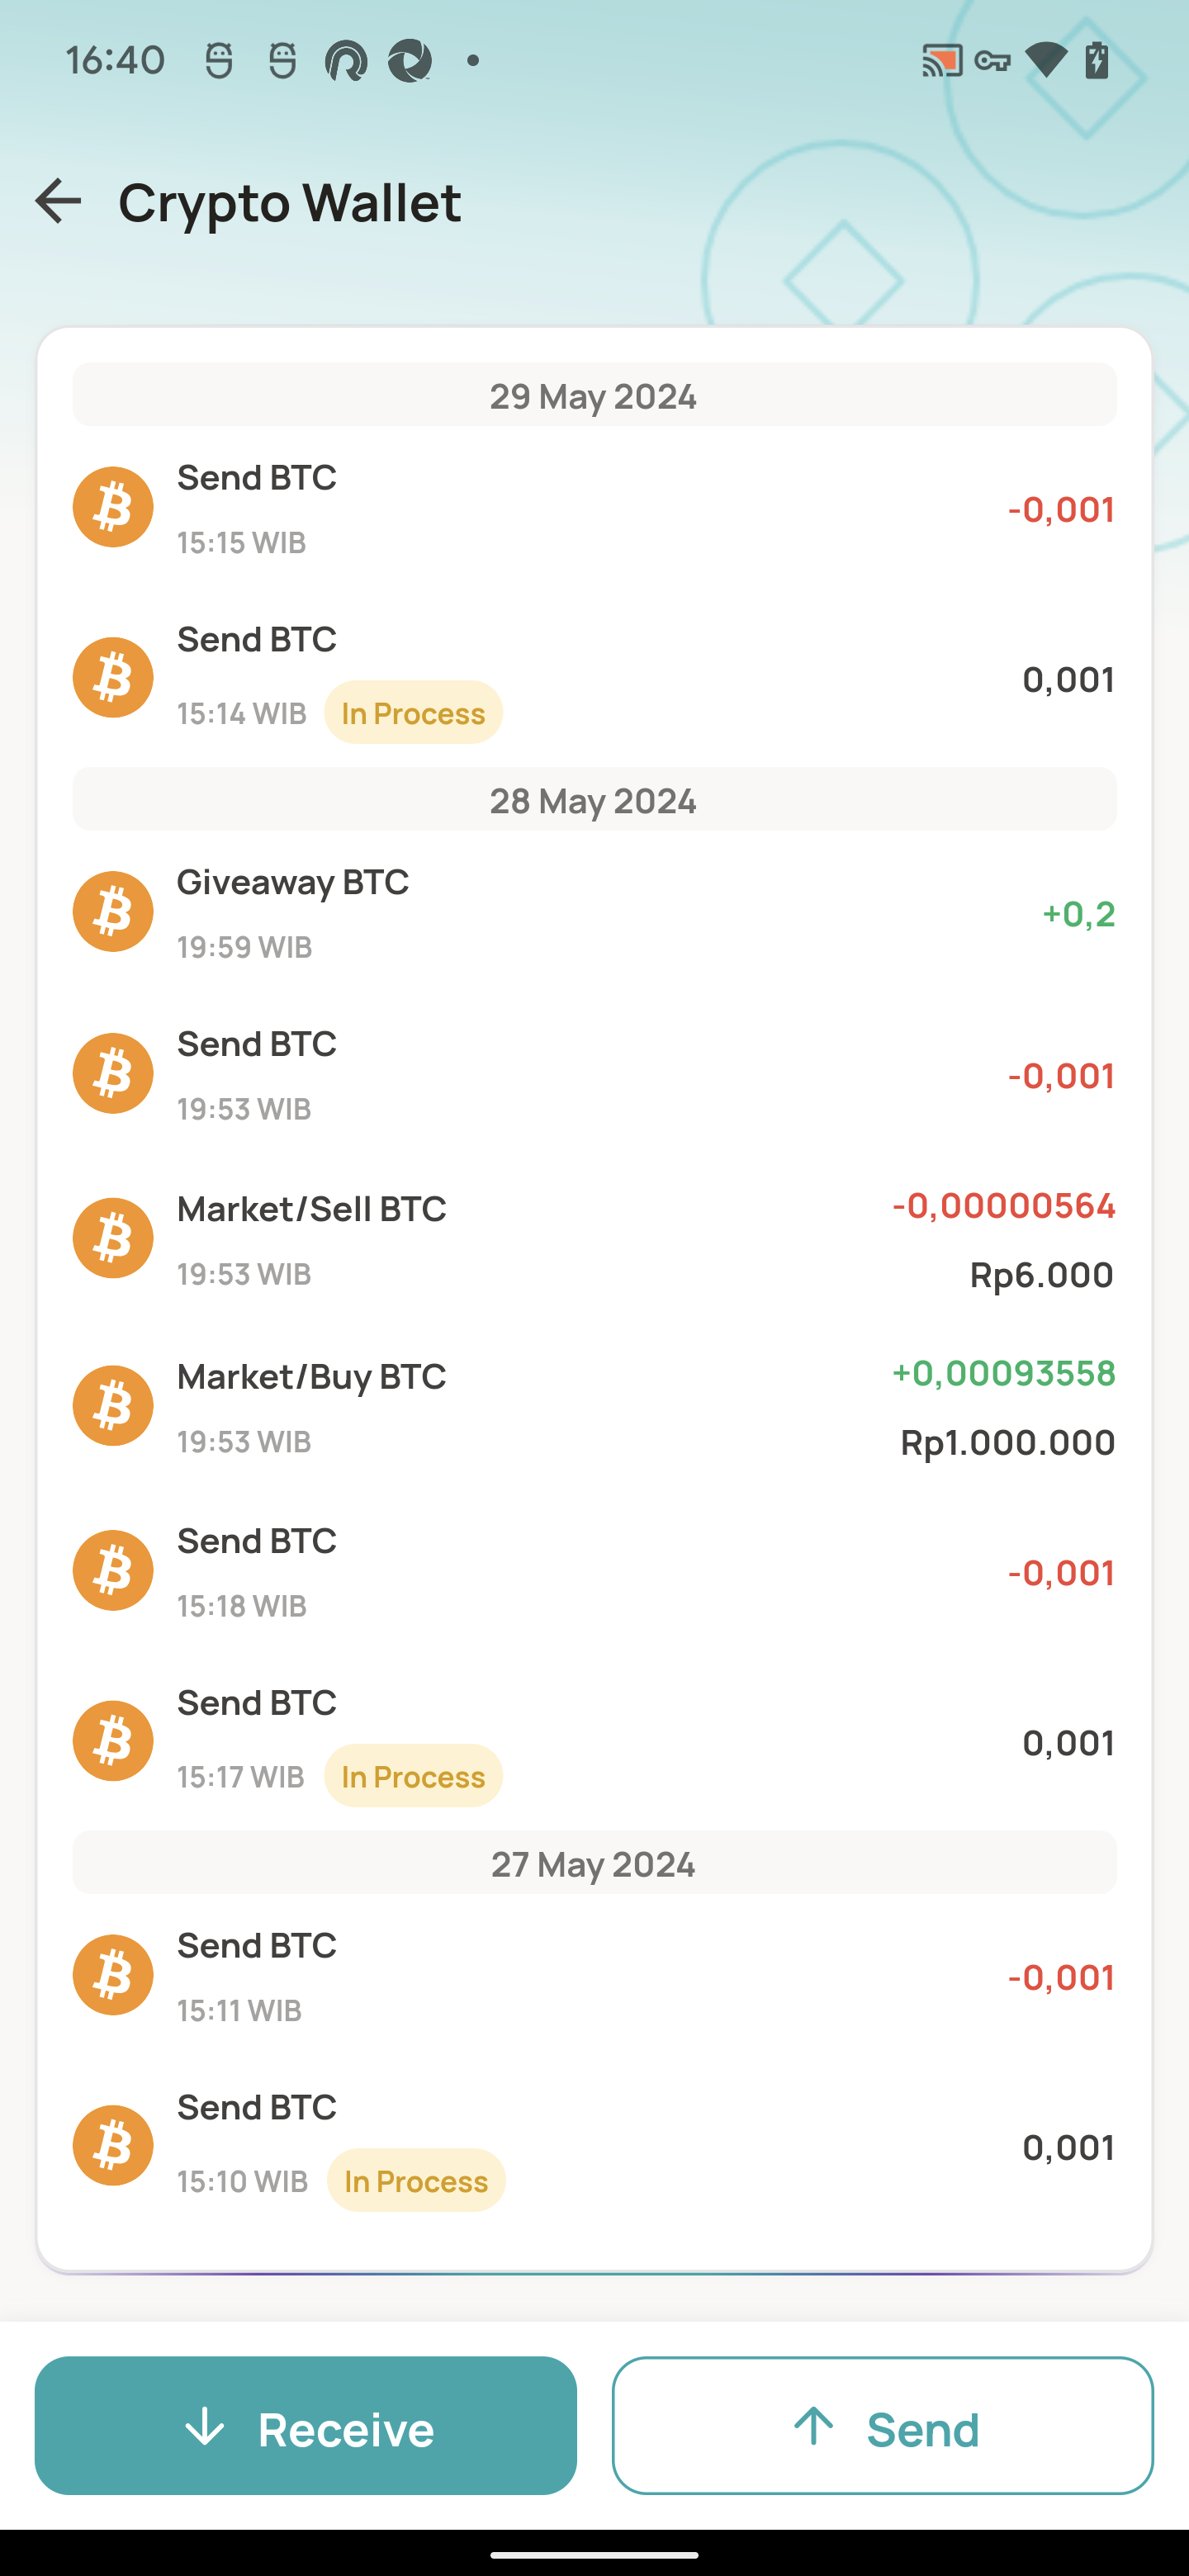 16:40
Crypto Wallet
29 May 2024
Send BTC
-0,001
15:15 WIB
Send BTC
0,001
15:14 WIB In Process
28 May 2024
Giveaway BTC
+0,2
19:59 WIB
Send BTC
-0,001
19:53 WIB
Market/Sell BTC
-0,00000564
19:53 WIB
Rp6.000
Market/Buy BTC
+0,00093558
19:53 WIB
Rp1.000.000
Send BTC
-0,001
15:18 WIB
Send BTC
0,001
15:17 WIB In Process
27 May 2024
Send BTC
-0,001
15:11 WIB
Send BTC
0,001
15:10 WIB In Process
Receive
Send